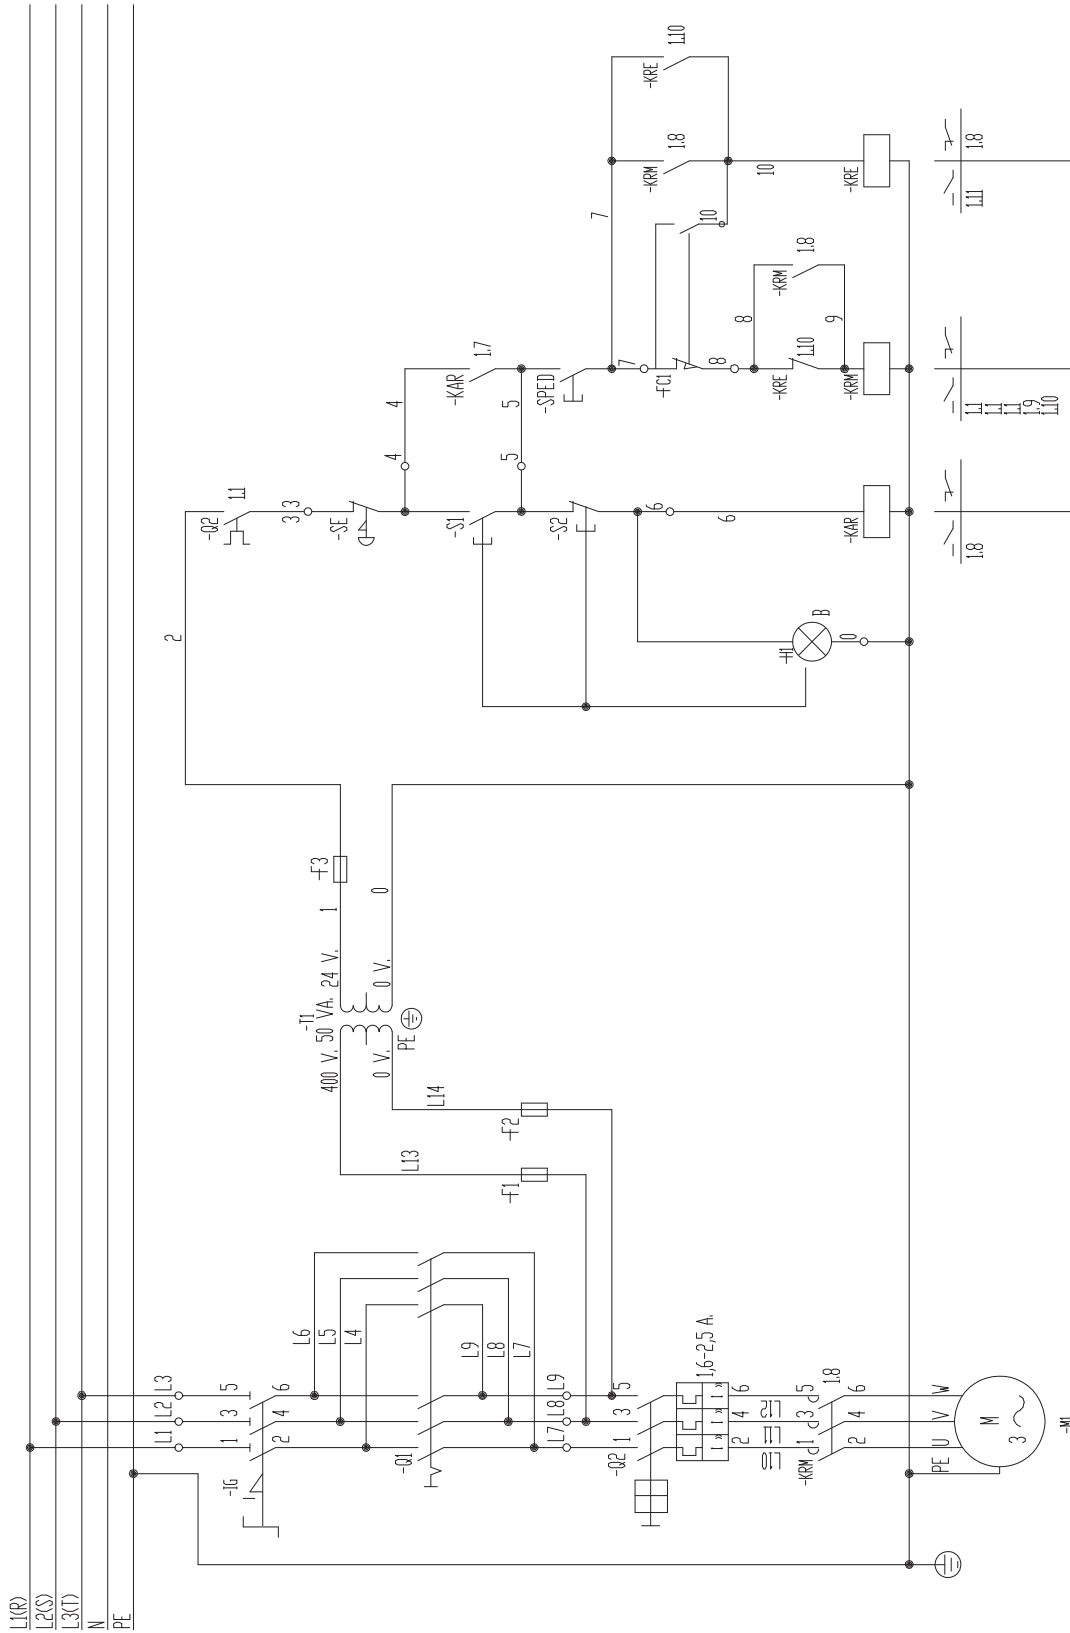 L1(R)
L2(S)
L3(T)
N
PE
L1
L2
L3
1
3
5
-IG
2
4
6
L4
L5
L6
-Q1
L9
L8
L7
L7
L8
L9
1
3
5
-Q2
1,6-2,5 A.
2
4
6
L10
L11
L12
1
3
5
-KRM
1.8
2
4
6
PE
U
V
W
M
3
-M1
L13
L14
-F1
-F2
400 V.
50 VA.
24 V.
-T1
0 V.
0 V.
PE
1
-F3
0
2
-Q2
1.1
3
3
-SE
4
4
-KAR
1.7
-S1
5
5
-SPED
-S2
6
6
-H1
B
0
-KAR
7
7
-FC1
8
10
8
-KRE
1.10
-KRM
1.8
9
-KRM
-KRM
1.8
-KRE
1.10
10
-KRE
1.8
1.1
1.1
1.1
1.9
1.10
1.11
1.8